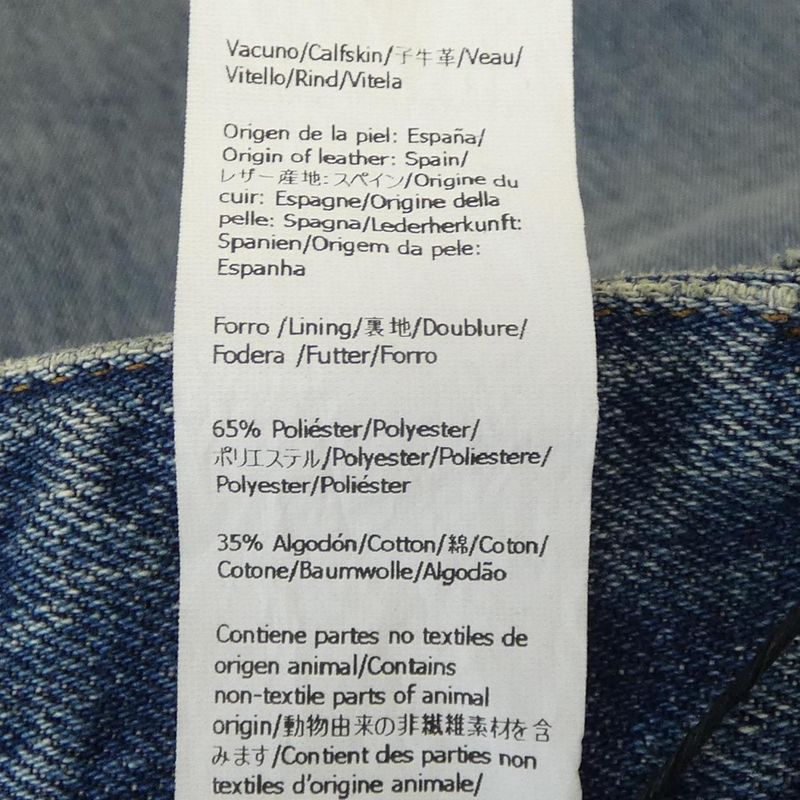 Vacuno/Calfskin/子牛革/Veau/
Vitello/Rind/Vitela
Origen de la piel: España/
Origin of leather: Spain/
レザー産地:スペイン/Origine du
cuir: Espagne/Origine della
pelle: Spagna/Lederherkunft:
Spanien/Origem da pele:
Espanha
Forro /Lining/裏地/Doublure/
Fodera /Futter/Forro
65% Poliéster/Polyester/
ポリエステル/Polyester/Poliestere/
Polyester/Poliéster
35% Algodón/Cotton/綿/Coton/
Cotone/Baumwolle/Algodão
Contiene partes no textiles de
origen animal/Contains
non-textile parts of animal
origin/動物由来の非繊維素材を含
みます/Contient des parties non
textiles d'origine animale/